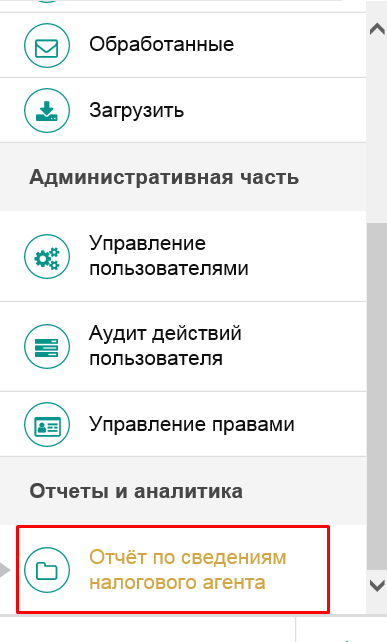 Обработанные
Загрузить
Административная часть
Управление
пользователями
Аудит действий
пользователя
Управление правами
Отчеты и аналитика
Отчёт по сведениям
налогового агента